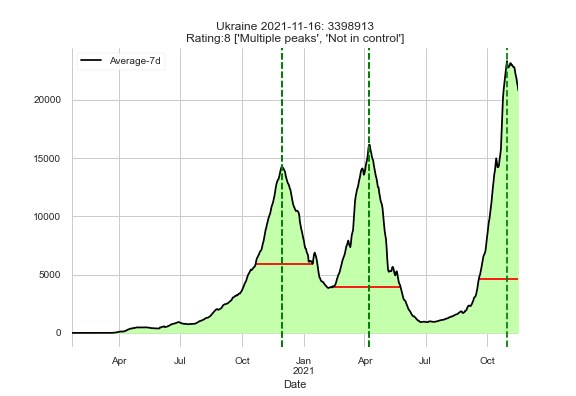 Ukraine 2021-11-16: 3398913
Rating:8 ['Multiple peaks', 'Not in control']
Average-7d
20000
15000
10000
5000
0
Apr
Jul
Oct
Jan
2021
Apr
Jul
Oct
Date